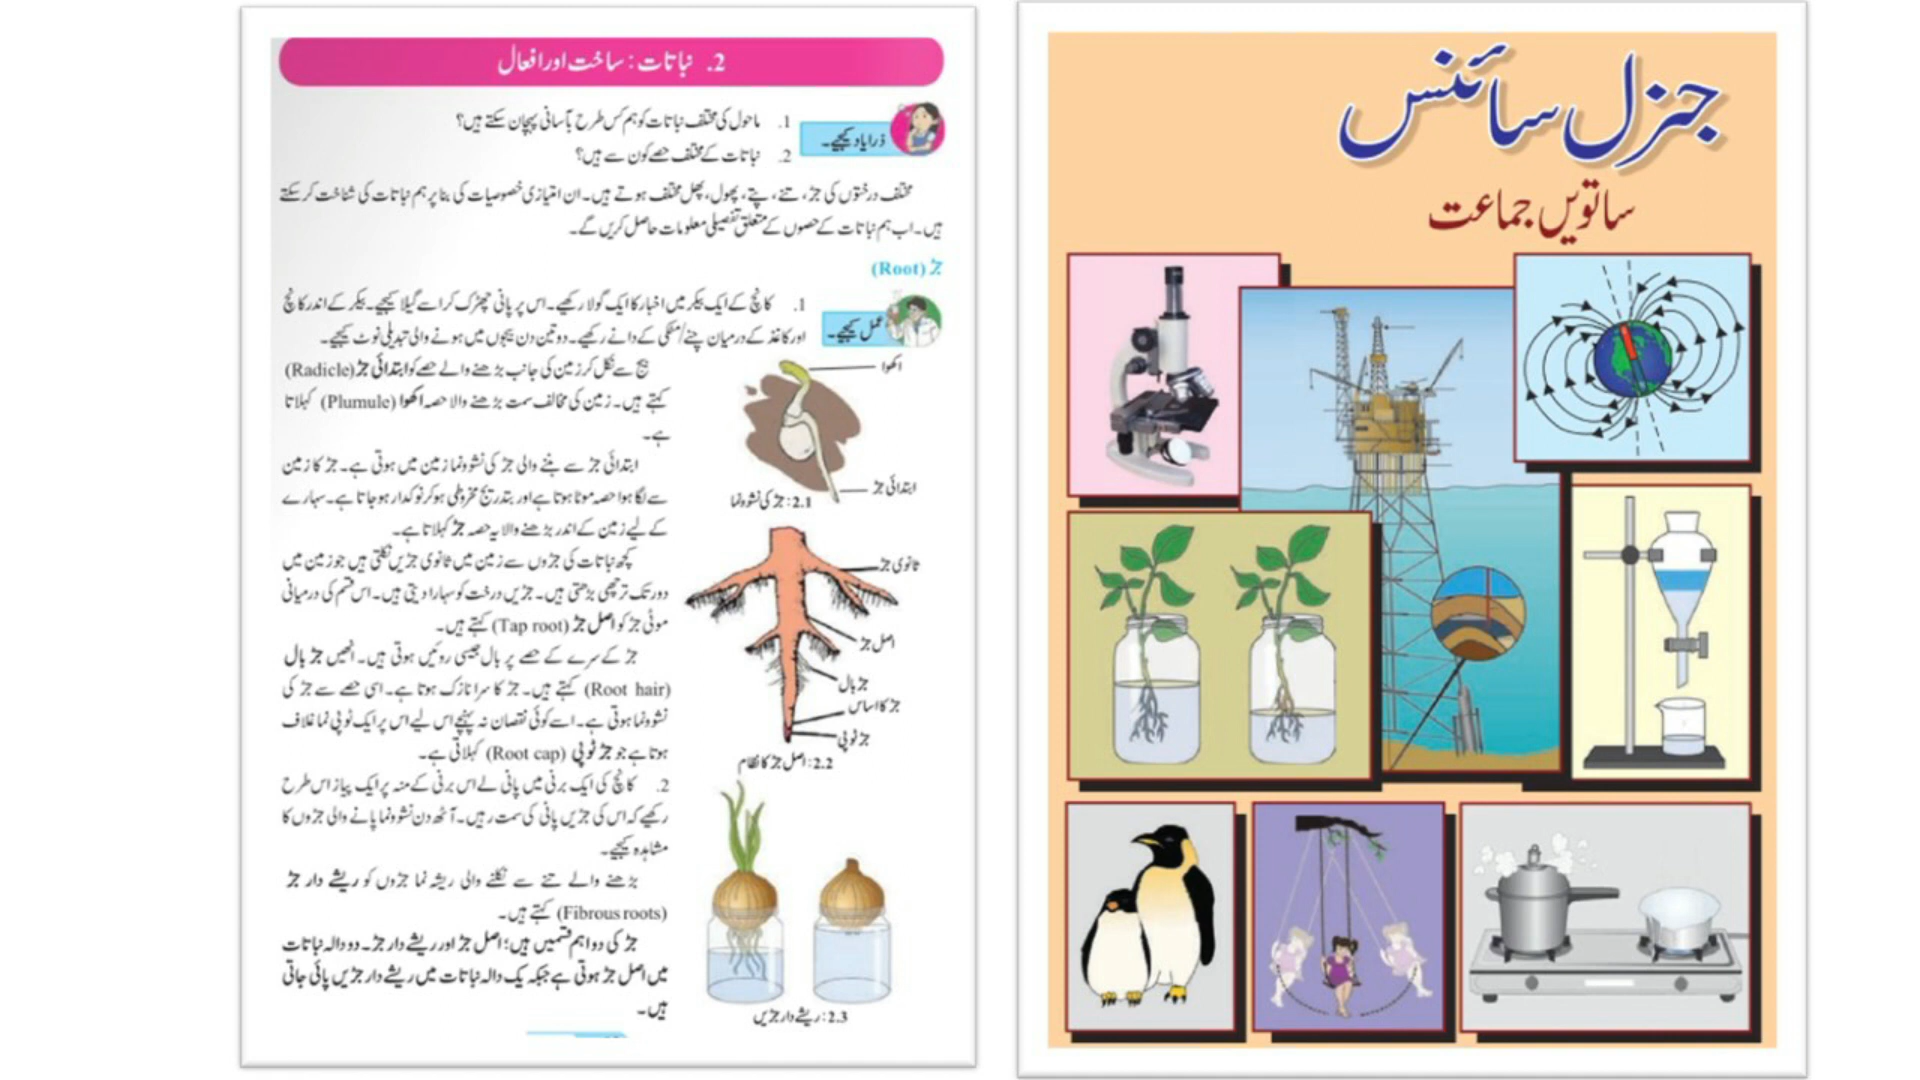 2. نباتات : ساخت اور افعال
ذرا یاد کیجیے۔
1. ماحول کی مختلف نباتات کو ہم کس طرح بآسانی پہچان سکتے ہیں؟
2. نباتات کے مختلف حصے کون سے ہیں؟
مختلف درختوں کی جڑ، تنے، پتے، پھول، پھل مختلف ہوتے ہیں۔ ان امتیازی خصوصیات کی بنا پر ہم نباتات کی شناخت کر سکتے
ہیں۔ اب ہم نباتات کے حصوں کے متعلق تفصیلی معلومات حاصل کریں گے۔
جڑ (Root)
عمل کیجیے۔
1. کانچ کے ایک بیکر میں اخبار کا ایک گولا رکھیے۔ اس پر پانی چھڑک کر اسے گیلا کیجیے۔ بیکر کے اندر کانچ
اور کاغذ کے درمیان چنے/مٹکی کے دانے رکھیے۔ دو تین دن بیجوں میں ہونے والی تبدیلی نوٹ کیجیے۔
بیج سے نکل کر زمین کی جانب بڑھنے والے حصے کو ابتدائی جڑ (Radicle)
کہتے ہیں۔ زمین کی مخالف سمت بڑھنے والا حصہ اکھوا (Plumule) کہلاتا
ہے۔
ابتدائی جڑ سے بننے والی جڑ کی نشوونما زمین میں ہوتی ہے۔ جڑ کا زمین
سے لگا ہوا حصہ موٹا ہوتا ہے اور بتدریج مخروطی ہو کر نوکدار ہو جاتا ہے۔ سہارے
کے لیے زمین کے اندر بڑھنے والا یہ حصہ جڑ کہلاتا ہے۔
کچھ نباتات کی جڑوں سے زمین میں ثانوی جڑیں نکلتی ہیں جو زمین میں
دور تک ترچھی بڑھتی ہیں۔ جڑیں درخت کو سہارا دیتی ہیں۔ اس قسم کی درمیانی
موٹی جڑ کو اصل جڑ (Tap root) کہتے ہیں۔
جڑ کے سرے کے حصے پر بال جیسی روئیں ہوتی ہیں۔ انھیں جڑ بال
(Root hair) کہتے ہیں۔ جڑ کا سرا نازک ہوتا ہے۔ اسی حصے سے جڑ کی
نشوونما ہوتی ہے۔ اسے کوئی نقصان نہ پہنچے اس لیے اس پر ایک ٹوپی نما غلاف
ہوتا ہے جو جڑ ٹوپی (Root cap) کہلاتی ہے۔
2. کانچ کی ایک برنی میں پانی لے اس برنی کے منہ پر ایک پیاز اس طرح
رکھیے کہ اس کی جڑیں پانی کی سمت رہیں۔ آٹھ دن نشوونما پانے والی جڑوں کا
مشاہدہ کیجیے۔
بڑھنے والے تنے سے نکلنے والی ریشہ نما جڑوں کو ریشے دار جڑ
(Fibrous roots) کہتے ہیں۔
جڑ کی دو اہم قسمیں ہیں؛ اصل جڑ اور ریشے دار جڑ۔ دو دالہ نباتات
میں اصل جڑ ہوتی ہے جبکہ یک دالہ نباتات میں ریشے دار جڑیں پائی جاتی
ہیں۔
اکھوا
ابتدائی جڑ
2.1: جڑ کی نشوونما
ثانوی جڑ
اصل جڑ
جڑ بال
جڑ کا اساس
جڑ ٹوپی
2.2: اصل جڑ کا نظام
2.3: ریشے دار جڑیں
جنرل سائنس
ساتویں جماعت